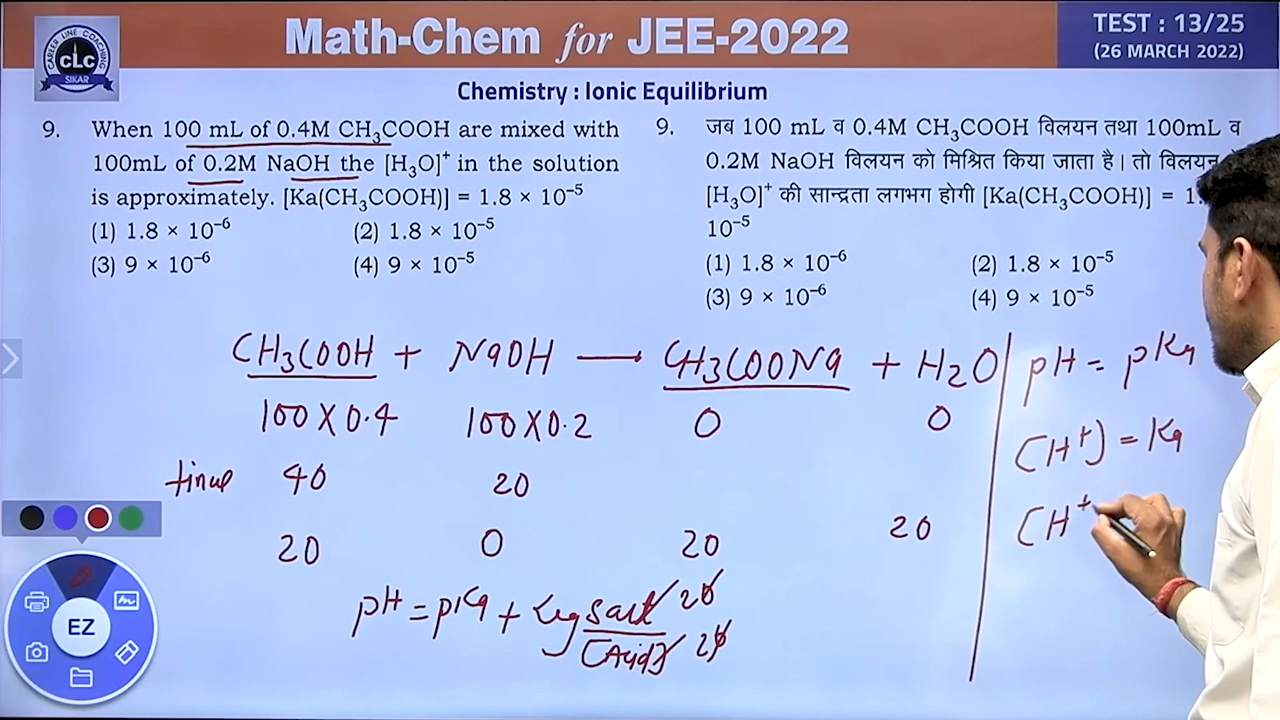 CAREER LINE COACHING
CLC
SIKAR
Math-Chem for JEE-2022
TEST : 13/25
(26 MARCH 2022)
Chemistry : Ionic Equilibrium
9. When 100 mL of 0.4M CH₃COOH are mixed with
100mL of 0.2M NaOH the [H₃O]⁺ in the solution
is approximately. [Ka(CH₃COOH)] = 1.8 × 10⁻⁵
(1) 1.8 × 10⁻⁶ (2) 1.8 × 10⁻⁵
(3) 9 × 10⁻⁶ (4) 9 × 10⁻⁵
9. जब 100 mL व 0.4M CH₃COOH विलयन तथा 100mL व
0.2M NaOH विलयन को मिश्रित किया जाता है। तो विलयन
[H₃O]⁺ की सान्द्रता लगभग होगी [Ka(CH₃COOH)] = 1.
10⁻⁵
(1) 1.8 × 10⁻⁶ (2) 1.8 × 10⁻⁵
(3) 9 × 10⁻⁶ (4) 9 × 10⁻⁵
CH3COOH + NaOH → CH3COONa + H2O
100X0.4 100X0.2 0 0
40 20
20 0 20 20
pH = pKa + log Salt 20
[Acid] 20
pH = pKa
(H⁺) = Ka
(H⁺
EZ